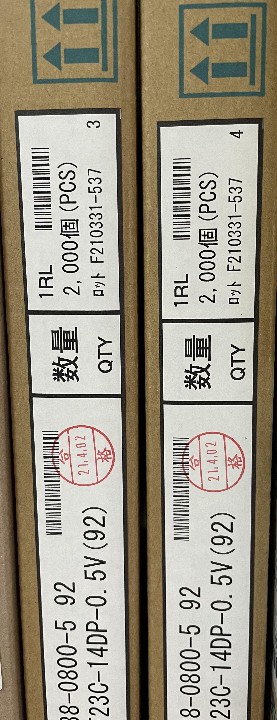 3
1RL
2,000個(PCS)
ロット F210331-537
数量
QTY
合
21.4.02
格
8-0800-5 92
23C-14DP-0.5V(92)
4
1RL
2,000個(PCS)
ロット F210331-537
数量
QTY
合
21.4.02
格
8-0800-5 92
23C-14DP-0.5V(92)